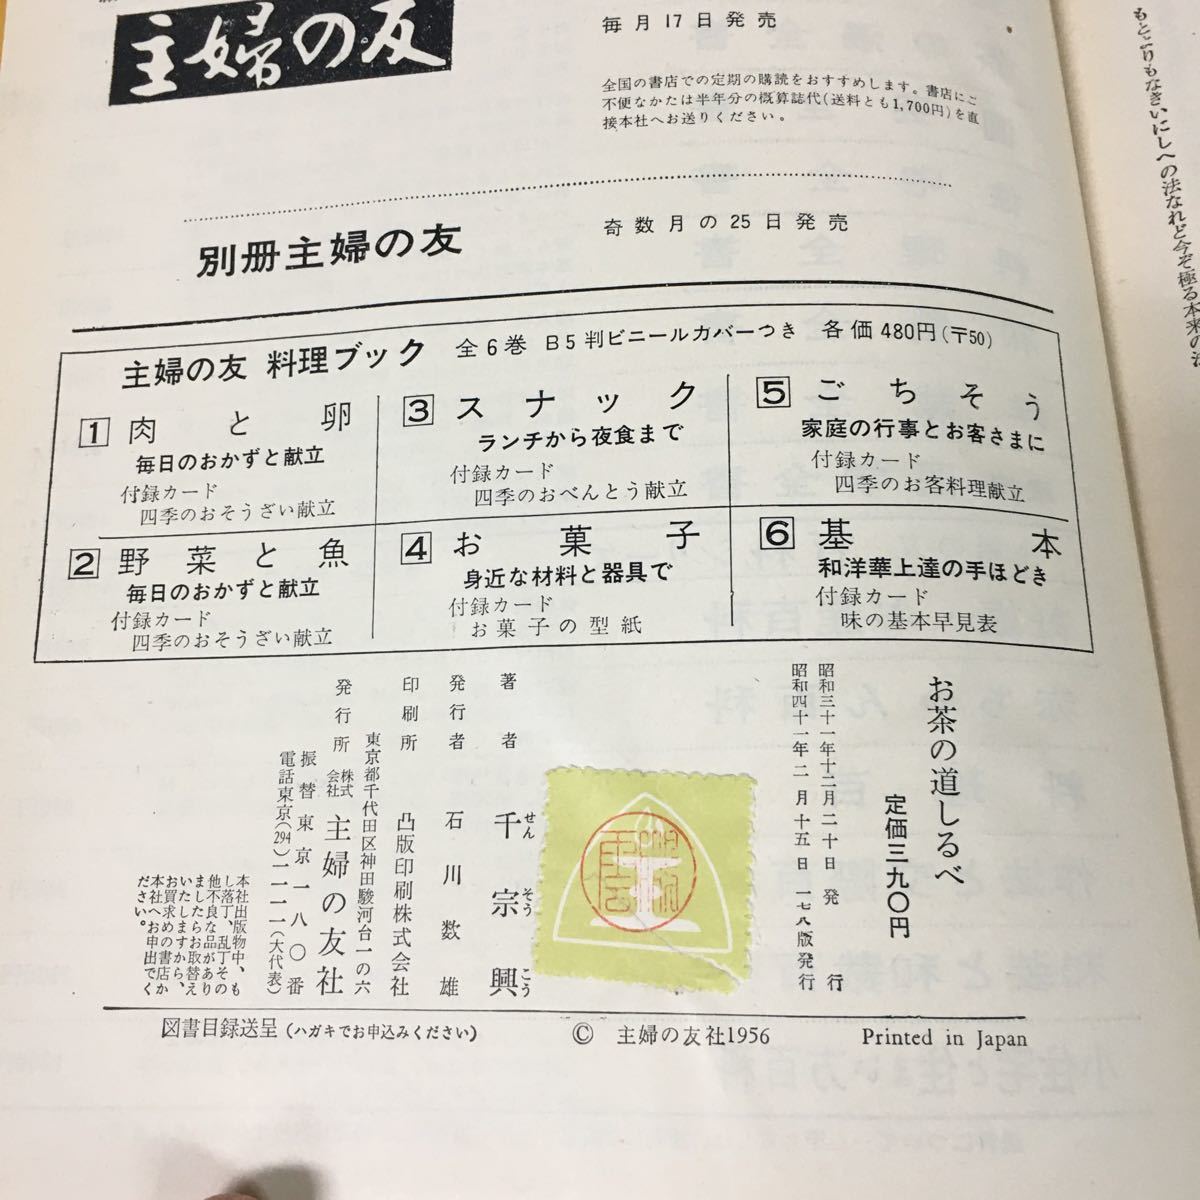 主婦の友
毎月17日発売
全国の書店での定期の購読をおすすめします。書店にご
不便なかたは半年分の概算誌代(送料とも1,700円)を直
接本社へお送りください。
別冊主婦の友
奇数月の25日発売
主婦の友 料理ブック 全6巻 B5判ビニールカバーつき 各価480円(〒50)
1 肉と卵
毎日のおかずと献立
付録カード
四季のおそうざい献立
2 野菜と魚
毎日のおかずと献立
付録カード
四季のおそうざい献立
3 スナック
ランチから夜食まで
付録カード
四季のおべんとう献立
4 お菓子
身近な材料と器具で
付録カード
お菓子の型紙
5 ごちそう
家庭の行事とお客さまに
付録カード
四季のお客料理献立
6 基本
和洋華上達の手ほどき
付録カード
味の基本早見表
お茶の道しるべ
定価三九〇円
昭和三十一年十二月二十日 発行
昭和四十一年二月十五日 一七八版発行
著者 千宗興
せん そう こう
発行者 石川数雄
印刷所 凸版印刷株式会社
東京都千代田区神田駿河台一の六
発行所 株式会社 主婦の友社
振替東京一八〇番
電話東京(294)一一一一(大代表)
本社出版物中、も
し落丁、乱丁その
他不良な品があり
ましたらお取替え
いたしますから、
お買求めの書店か
本社へお申出でく
ださい。
図書目録送呈(ハガキでお申込みください)
© 主婦の友社1956
Printed in Japan
もとよりもなきいにしへの法なれど今ぞ極る本来の法